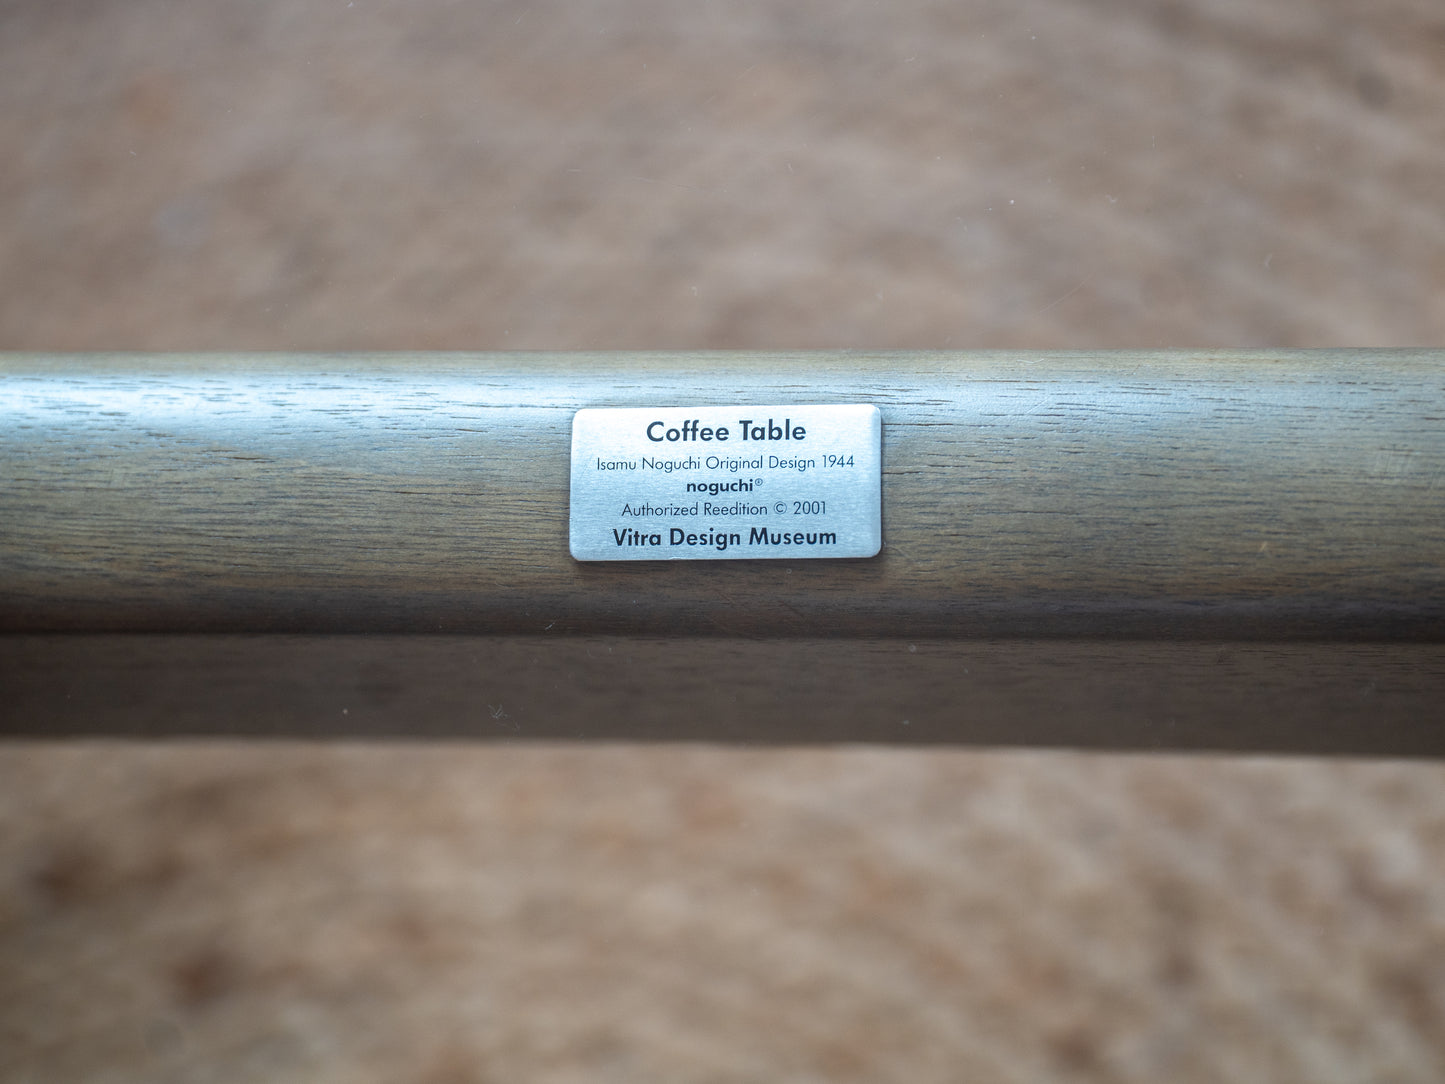 Coffee Table
Isamu Noguchi Original Design 1944
noguchi®
Authorized Reedition © 2001
Vitra Design Museum